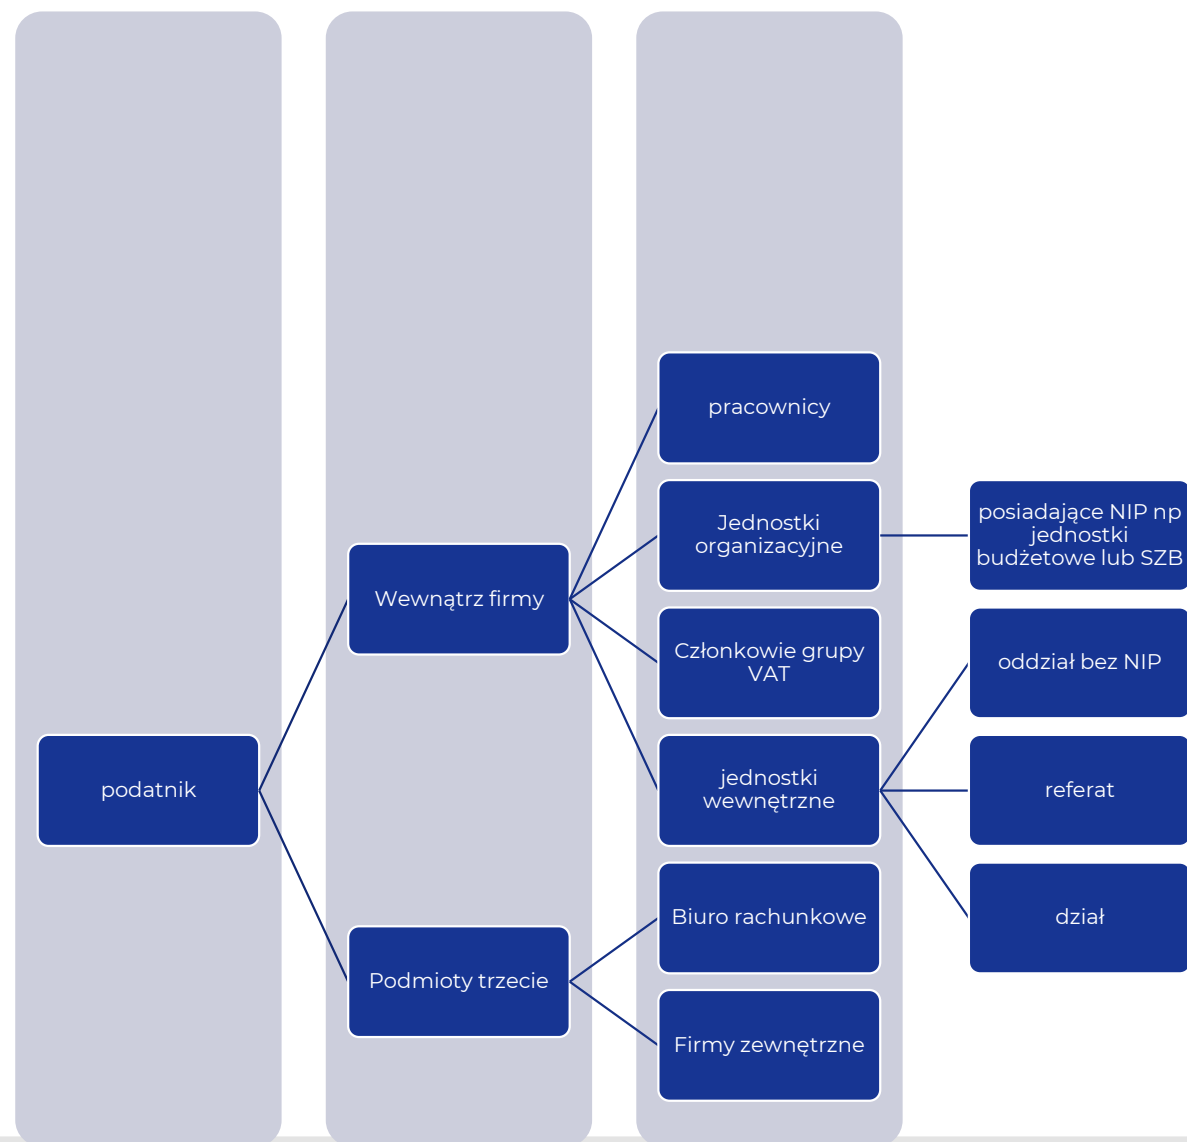 podatnik
Wewnątrz firmy
pracownicy
Jednostki
organizacyjne
posiadające NIP np
jednostki
budżetowe lub SZB
Członkowie grupy
VAT
jednostki
wewnętrzne
oddział bez NIP
referat
dział
Podmioty trzecie
Biuro rachunkowe
Firmy zewnętrzne